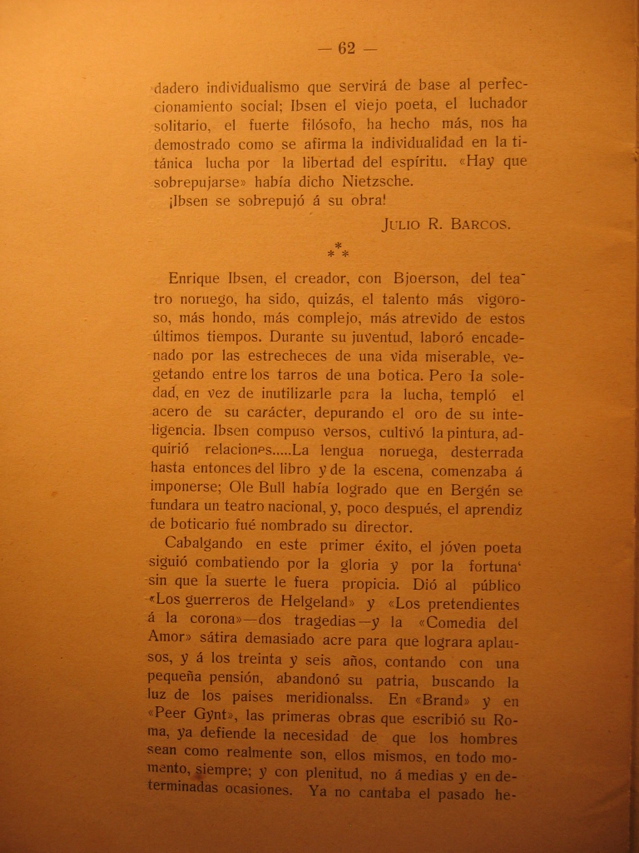 — 62 —
dadero individualismo que servirá de base al perfec-
cionamiento social; Ibsen el viejo poeta, el luchador
solitario, el fuerte filósofo, ha hecho más, nos ha
demostrado como se afirma la individualidad en la ti-
tánica lucha por la libertad del espíritu. «Hay que
sobrepujarse» había dicho Nietzsche.
¡Ibsen se sobrepujó á su obra!
JULIO R. BARCOS.
***
Enrique Ibsen, el creador, con Bjoerson, del tea-
tro noruego, ha sido, quizás, el talento más vigoro-
so, más hondo, más complejo, más atrevido de estos
últimos tiempos. Durante su juventud, laboró encade-
nado por las estrecheces de una vida miserable, ve-
getando entre los tarros de una botica. Pero la sole-
dad, en vez de inutilizarle para la lucha, templó el
acero de su carácter, depurando el oro de su inte-
ligencia. Ibsen compuso versos, cultivó la pintura, ad-
quirió relaciones.....La lengua noruega, desterrada
hasta entonces del libro y de la escena, comenzaba á
imponerse; Ole Bull había logrado que en Bergén se
fundara un teatro nacional, y, poco después, el aprendiz
de boticario fué nombrado su director.
Cabalgando en este primer éxito, el jóven poeta
siguió combatiendo por la gloria y por la fortuna
sin que la suerte le fuera propicia. Dió al público
«Los guerreros de Helgeland» y «Los pretendientes
á la corona»—dos tragedias—y la «Comedia del
Amor» sátira demasiado acre para que lograra aplau-
sos, y á los treinta y seis años, contando con una
pequeña pensión, abandonó su patria, buscando la
luz de los paises meridionalss. En «Brand» y en
«Peer Gynt», las primeras obras que escribió su Ro-
ma, ya defiende la necesidad de que los hombres
sean como realmente son, ellos mismos, en todo mo-
mento, siempre; y con plenitud, no á medias y en de-
terminadas ocasiones. Ya no cantaba el pasado he-